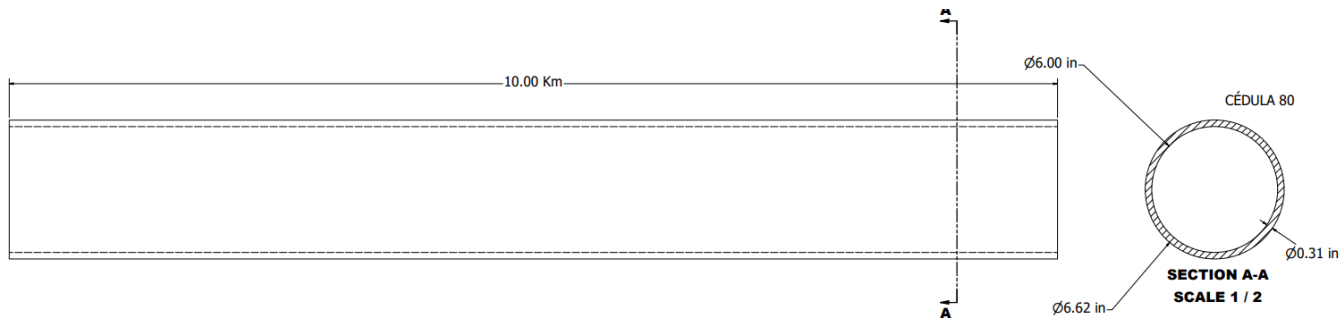 A
10.00 Km
Ø6.00 in
CÉDULA 80
Ø0.31 in
SECTION A-A
SCALE 1 / 2
Ø6.62 in
A